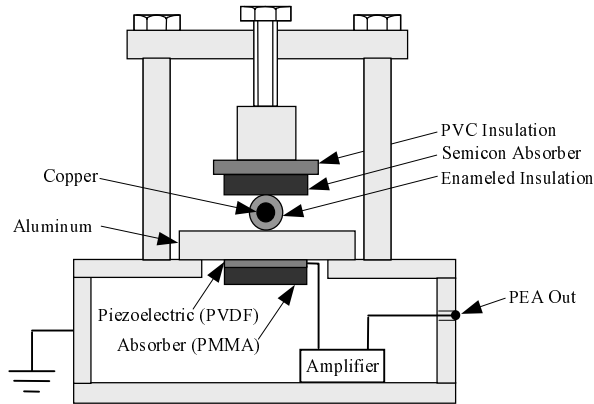 PVC Insulation
Semicon Absorber
Copper
Enameled Insulation
Aluminum
PEA Out
Piezoelectric (PVDF)
Absorber (PMMA)
Amplifier